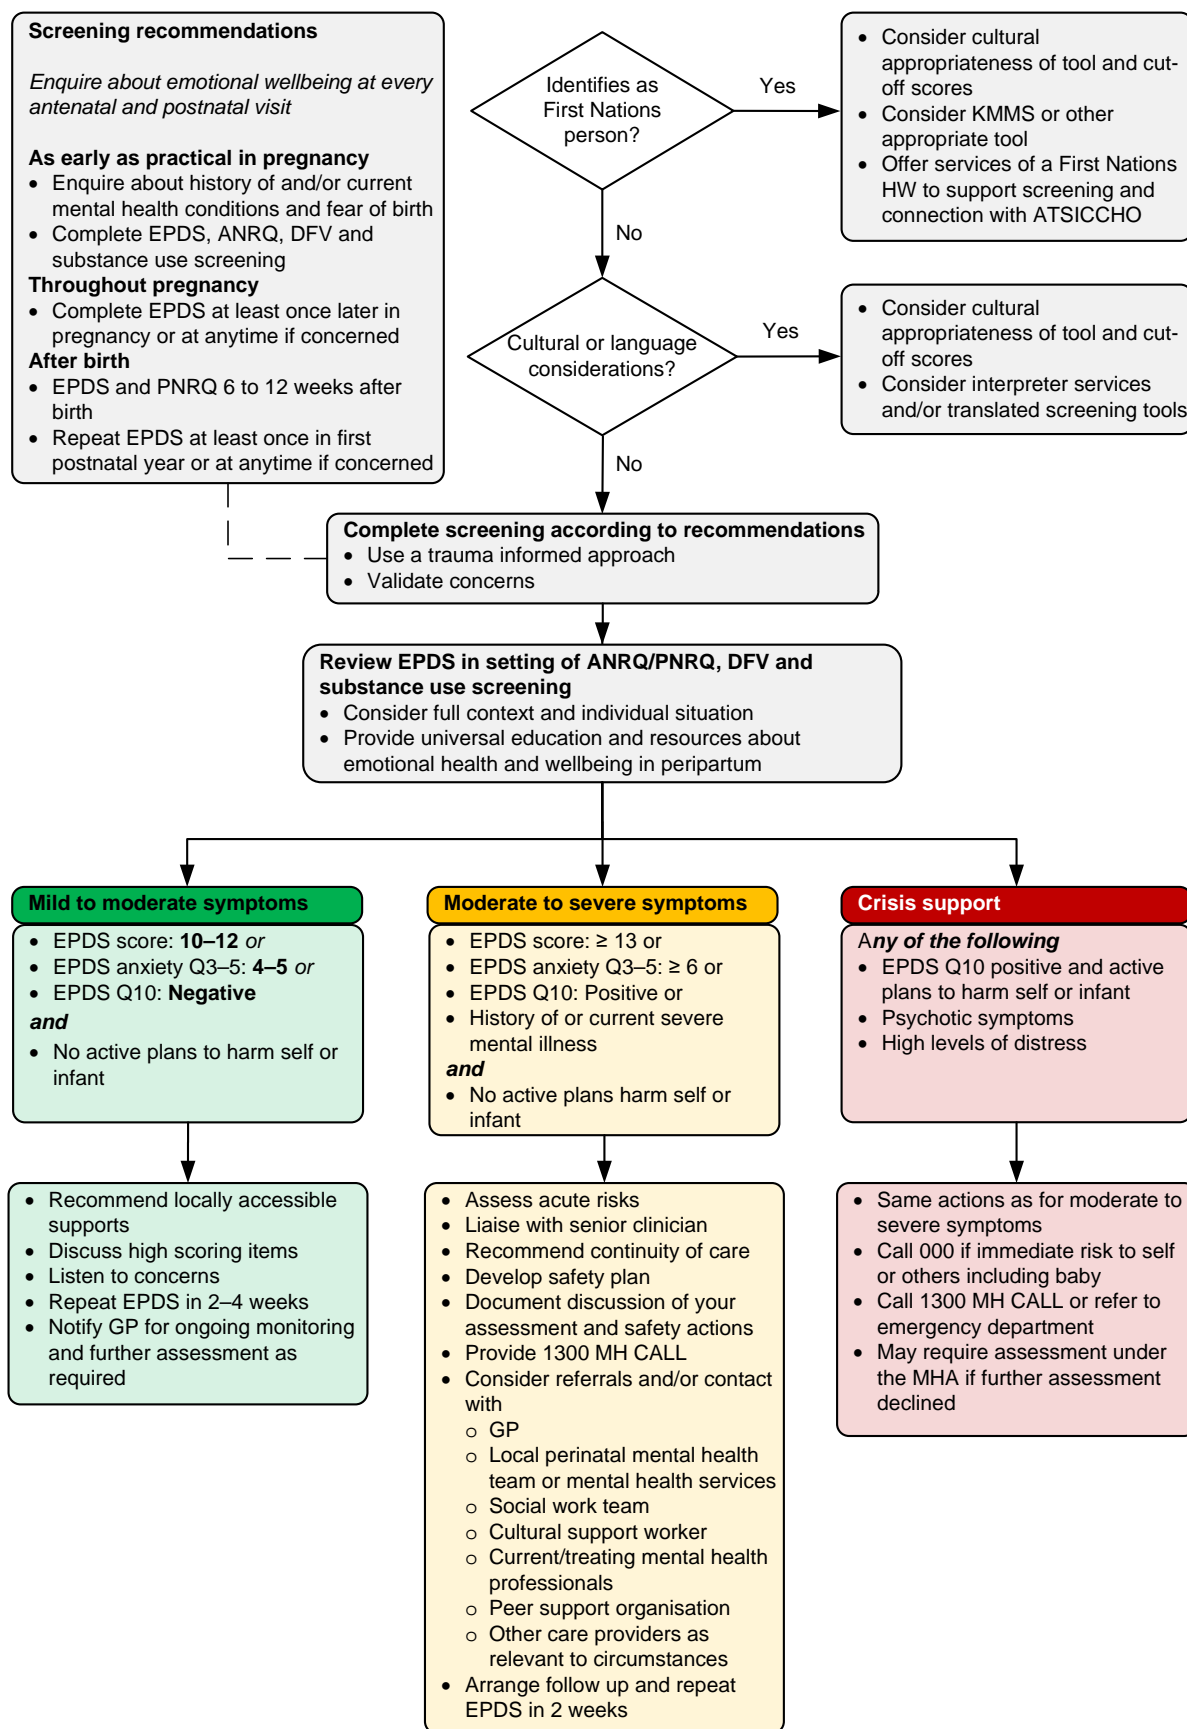 Screening recommendations
Enquire about emotional wellbeing at every
antenatal and postnatal visit
As early as practical in pregnancy
• Enquire about history of and/or current
mental health conditions and fear of birth
• Complete EPDS, ANRQ, DFV and
substance use screening
Throughout pregnancy
• Complete EPDS at least once later in
pregnancy or at anytime if concerned
After birth
• EPDS and PNRQ 6 to 12 weeks after
birth
• Repeat EPDS at least once in first
postnatal year or at anytime if concerned
Identifies as
First Nations
person?
Yes
• Consider cultural
appropriateness of tool and cut-
off scores
• Consider KMMS or other
appropriate tool
• Offer services of a First Nations
HW to support screening and
connection with ATSICCHO
No
Cultural or language
considerations?
Yes
• Consider cultural
appropriateness of tool and cut-
off scores
• Consider interpreter services
and/or translated screening tools
No
Complete screening according to recommendations
• Use a trauma informed approach
• Validate concerns
Review EPDS in setting of ANRQ/PNRQ, DFV and
substance use screening
• Consider full context and individual situation
• Provide universal education and resources about
emotional health and wellbeing in peripartum
Mild to moderate symptoms
• EPDS score: 10–12 or
• EPDS anxiety Q3–5: 4–5 or
• EPDS Q10: Negative
and
• No active plans to harm self or
infant
• Recommend locally accessible
supports
• Discuss high scoring items
• Listen to concerns
• Repeat EPDS in 2–4 weeks
• Notify GP for ongoing monitoring
and further assessment as
required
Moderate to severe symptoms
• EPDS score: ≥ 13 or
• EPDS anxiety Q3–5: ≥ 6 or
• EPDS Q10: Positive or
• History of or current severe
mental illness
and
• No active plans harm self or
infant
• Assess acute risks
• Liaise with senior clinician
• Recommend continuity of care
• Develop safety plan
• Document discussion of your
assessment and safety actions
• Provide 1300 MH CALL
• Consider referrals and/or contact
with
o GP
o Local perinatal mental health
team or mental health services
o Social work team
o Cultural support worker
o Current/treating mental health
professionals
o Peer support organisation
o Other care providers as
relevant to circumstances
• Arrange follow up and repeat
EPDS in 2 weeks
Crisis support
Any of the following
• EPDS Q10 positive and active
plans to harm self or infant
• Psychotic symptoms
• High levels of distress
• Same actions as for moderate to
severe symptoms
• Call 000 if immediate risk to self
or others including baby
• Call 1300 MH CALL or refer to
emergency department
• May require assessment under
the MHA if further assessment
declined